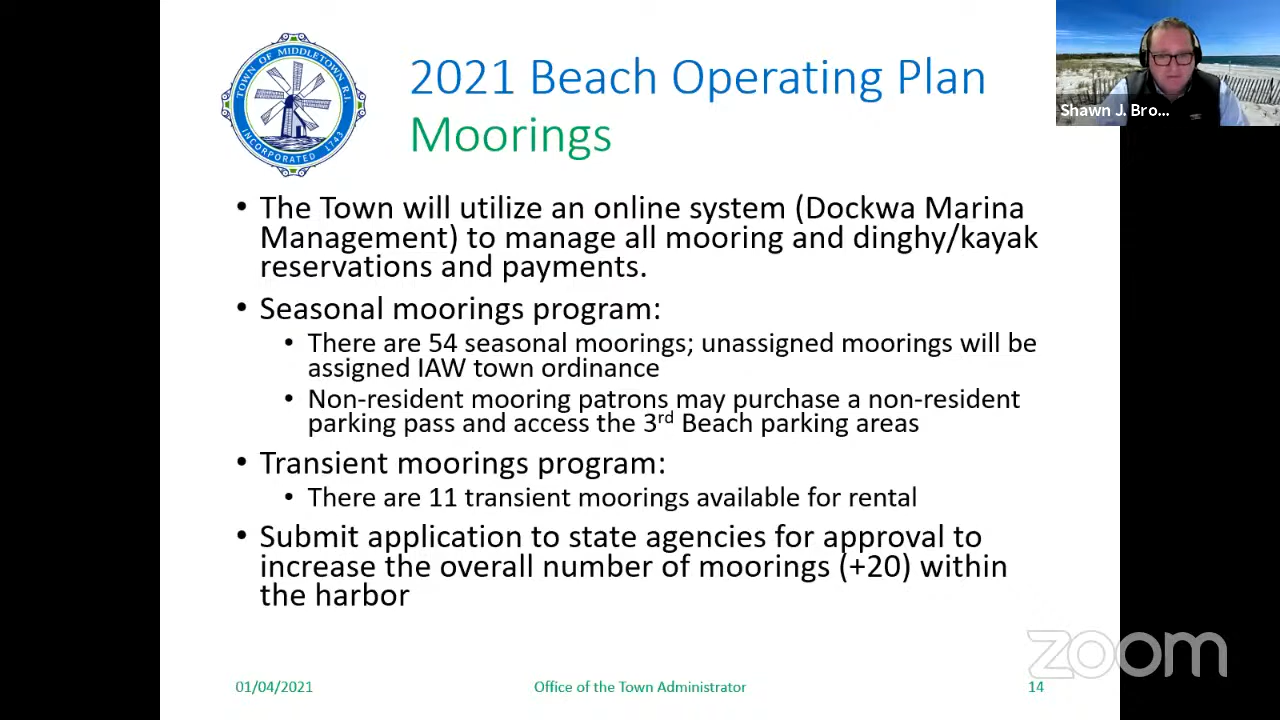 2021 Beach Operating Plan
Moorings
TOWN OF MIDDLETOWN R.I.
INCORPORATED 1743
Shawn J. Bro...
• The Town will utilize an online system (Dockwa Marina
Management) to manage all mooring and dinghy/kayak
reservations and payments.
• Seasonal moorings program:
• There are 54 seasonal moorings; unassigned moorings will be
assigned IAW town ordinance
• Non-resident mooring patrons may purchase a non-resident
parking pass and access the 3rd Beach parking areas
• Transient moorings program:
• There are 11 transient moorings available for rental
• Submit application to state agencies for approval to
increase the overall number of moorings (+20) within
the harbor
zoom
01/04/2021 Office of the Town Administrator 14